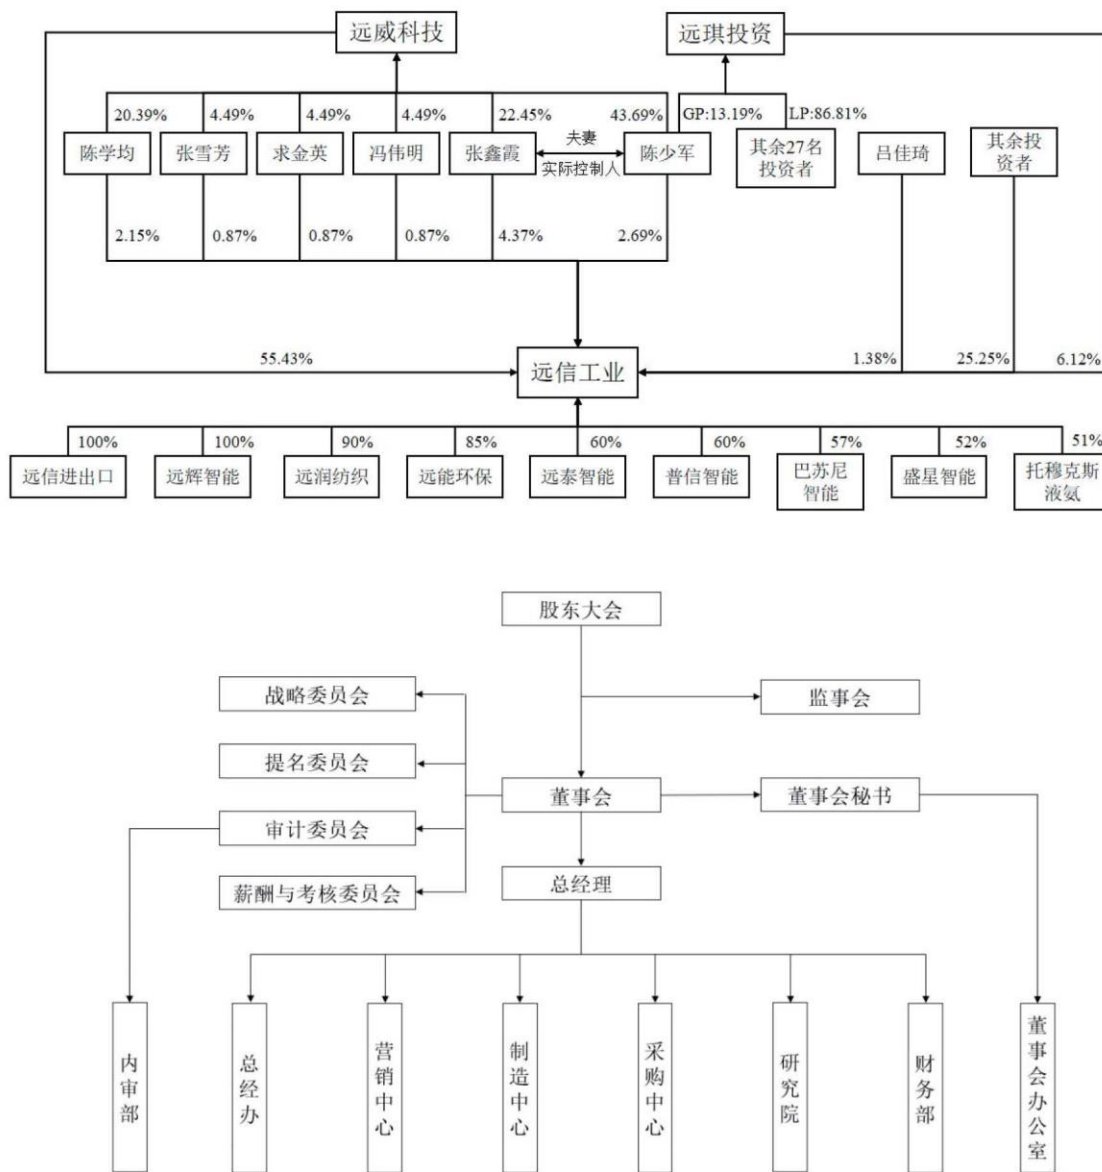 远威科技
远琪投资
20.39%
4.49%
4.49%
4.49%
22.45%
43.69%
GP:13.19%
LP:86.81%
陈学均
张雪芳
求金英
冯伟明
张鑫霞
夫妻
实际控制人
陈少军
其余27名
投资者
吕佳琦
其余投
资者
2.15%
0.87%
0.87%
0.87%
4.37%
2.69%
55.43%
远信工业
1.38%
25.25%
6.12%
100%
100%
90%
85%
60%
60%
57%
52%
51%
远信进出口
远辉智能
远润纺织
远能环保
远泰智能
普信智能
巴苏尼
智能
盛星智能
托穆克斯
液氨
股东大会
战略委员会
监事会
提名委员会
董事会
董事会秘书
审计委员会
总经理
薪酬与考核委员会
内审部
总经办
营销中心
制造中心
采购中心
研究院
财务部
董事会办公室